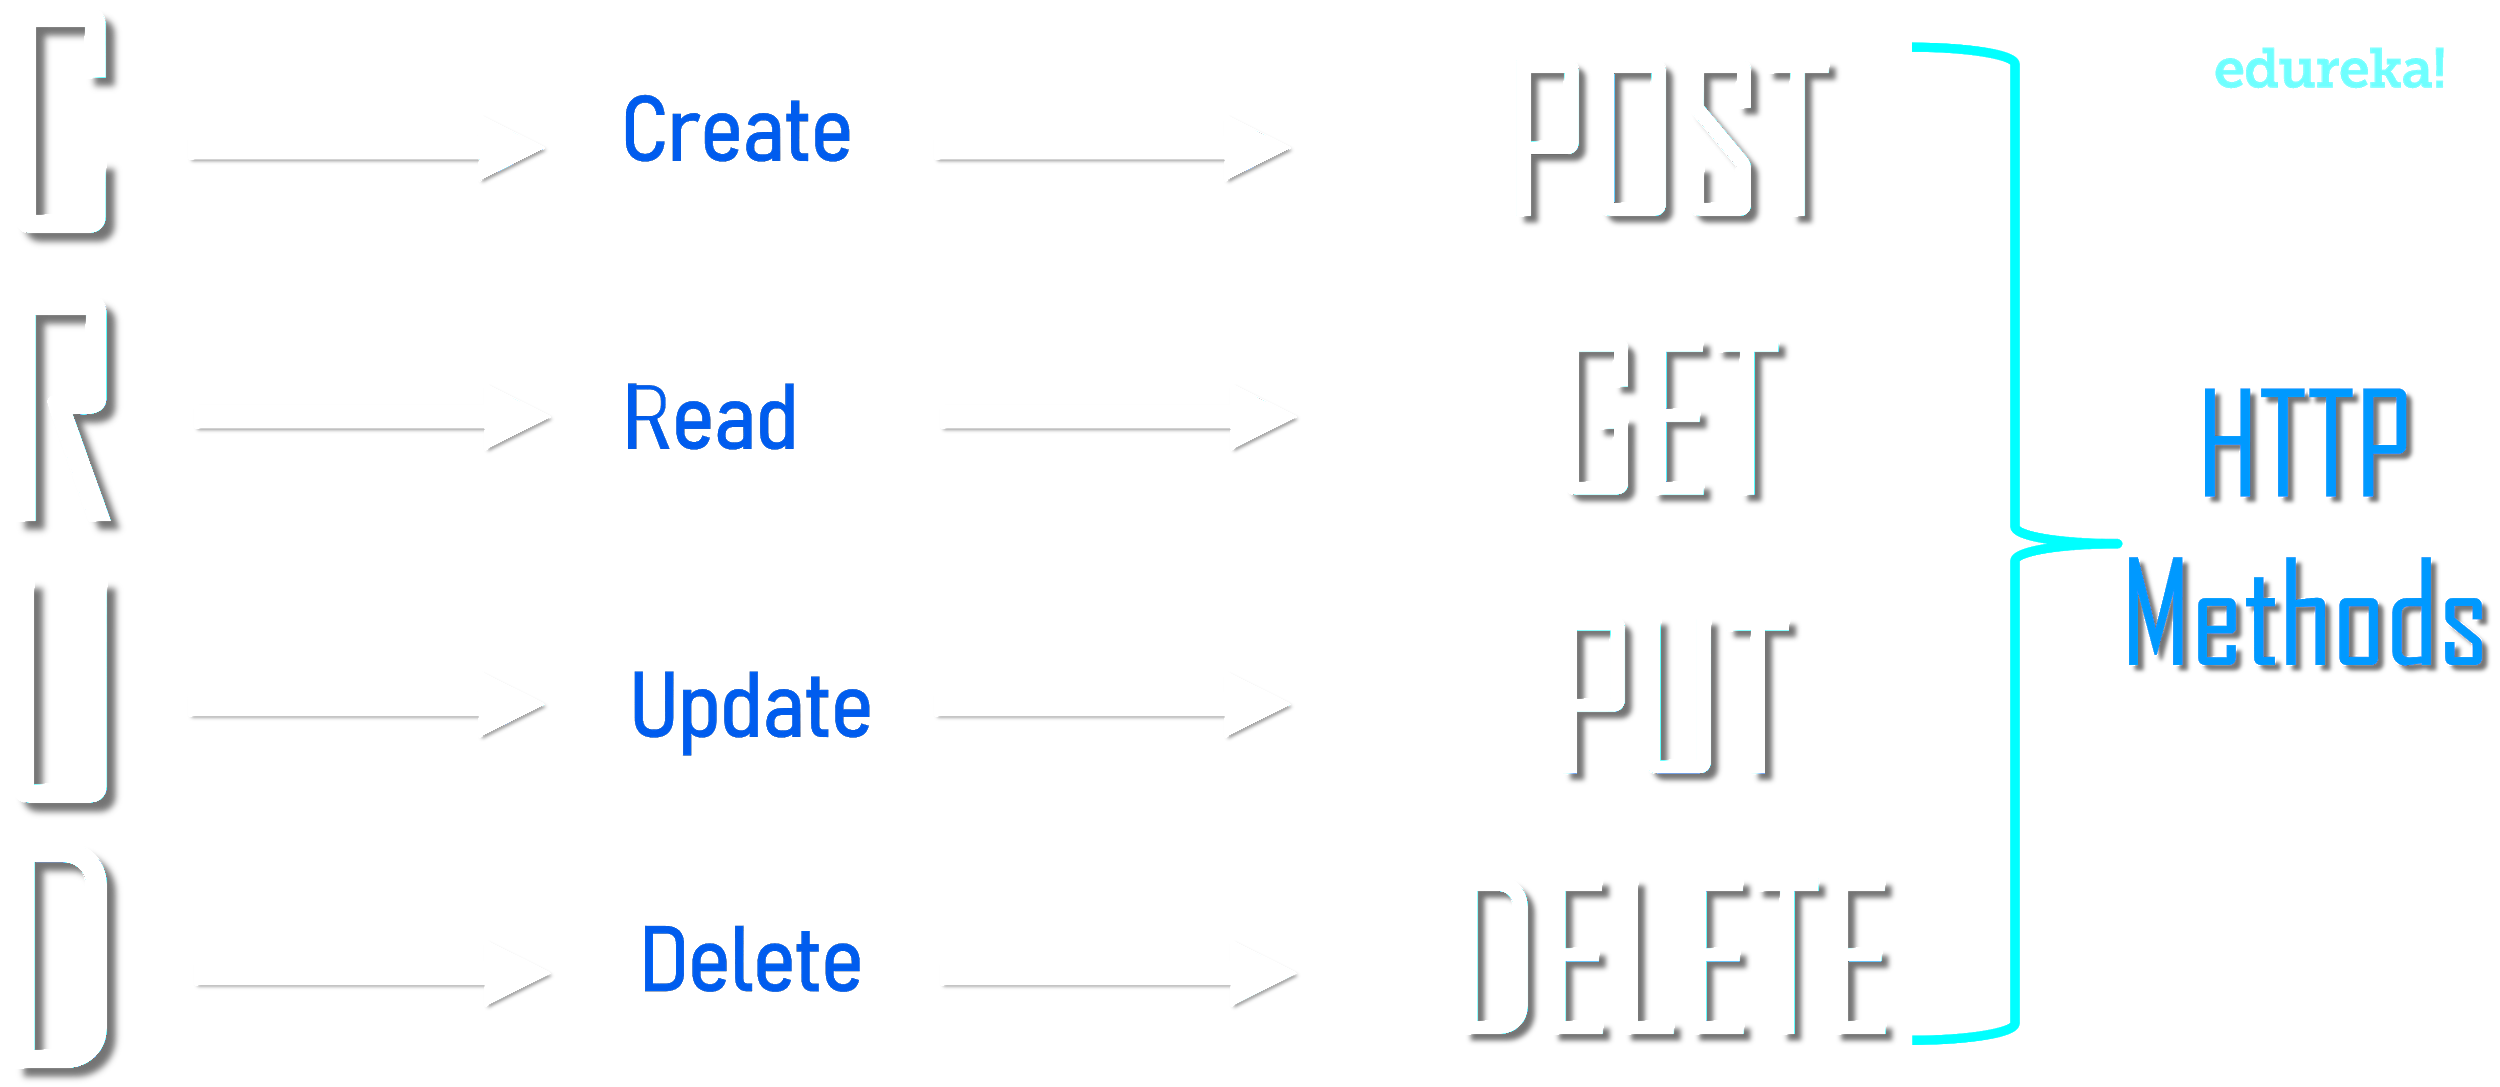 edureka!
C Create POST
R Read GET
U Update PUT
D Delete DELETE
HTTP
Methods